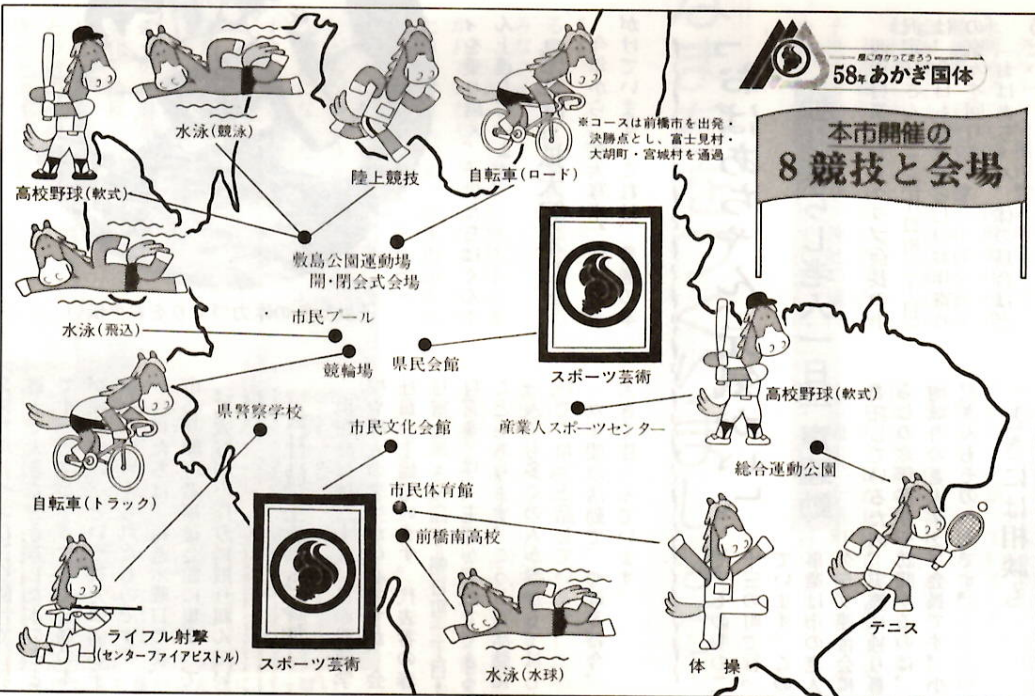 風に向かって走ろう
58年あかぎ国体
本市開催の
8競技と会場
高校野球(軟式)
水泳(競泳)
陸上競技
自転車(ロード)
※コースは前橋市を出発・
決勝点とし、富士見村・
大胡町・宮城村を通過
敷島公園運動場
開・閉会式会場
水泳(飛込)
市民プール
競輪場
県民会館
スポーツ芸術
高校野球(軟式)
産業人スポーツセンター
自転車(トラック)
県警察学校
市民文化会館
総合運動公園
市民体育館
前橋南高校
ライフル射撃
(センターファイアピストル)
スポーツ芸術
水泳(水球)
体操
テニス